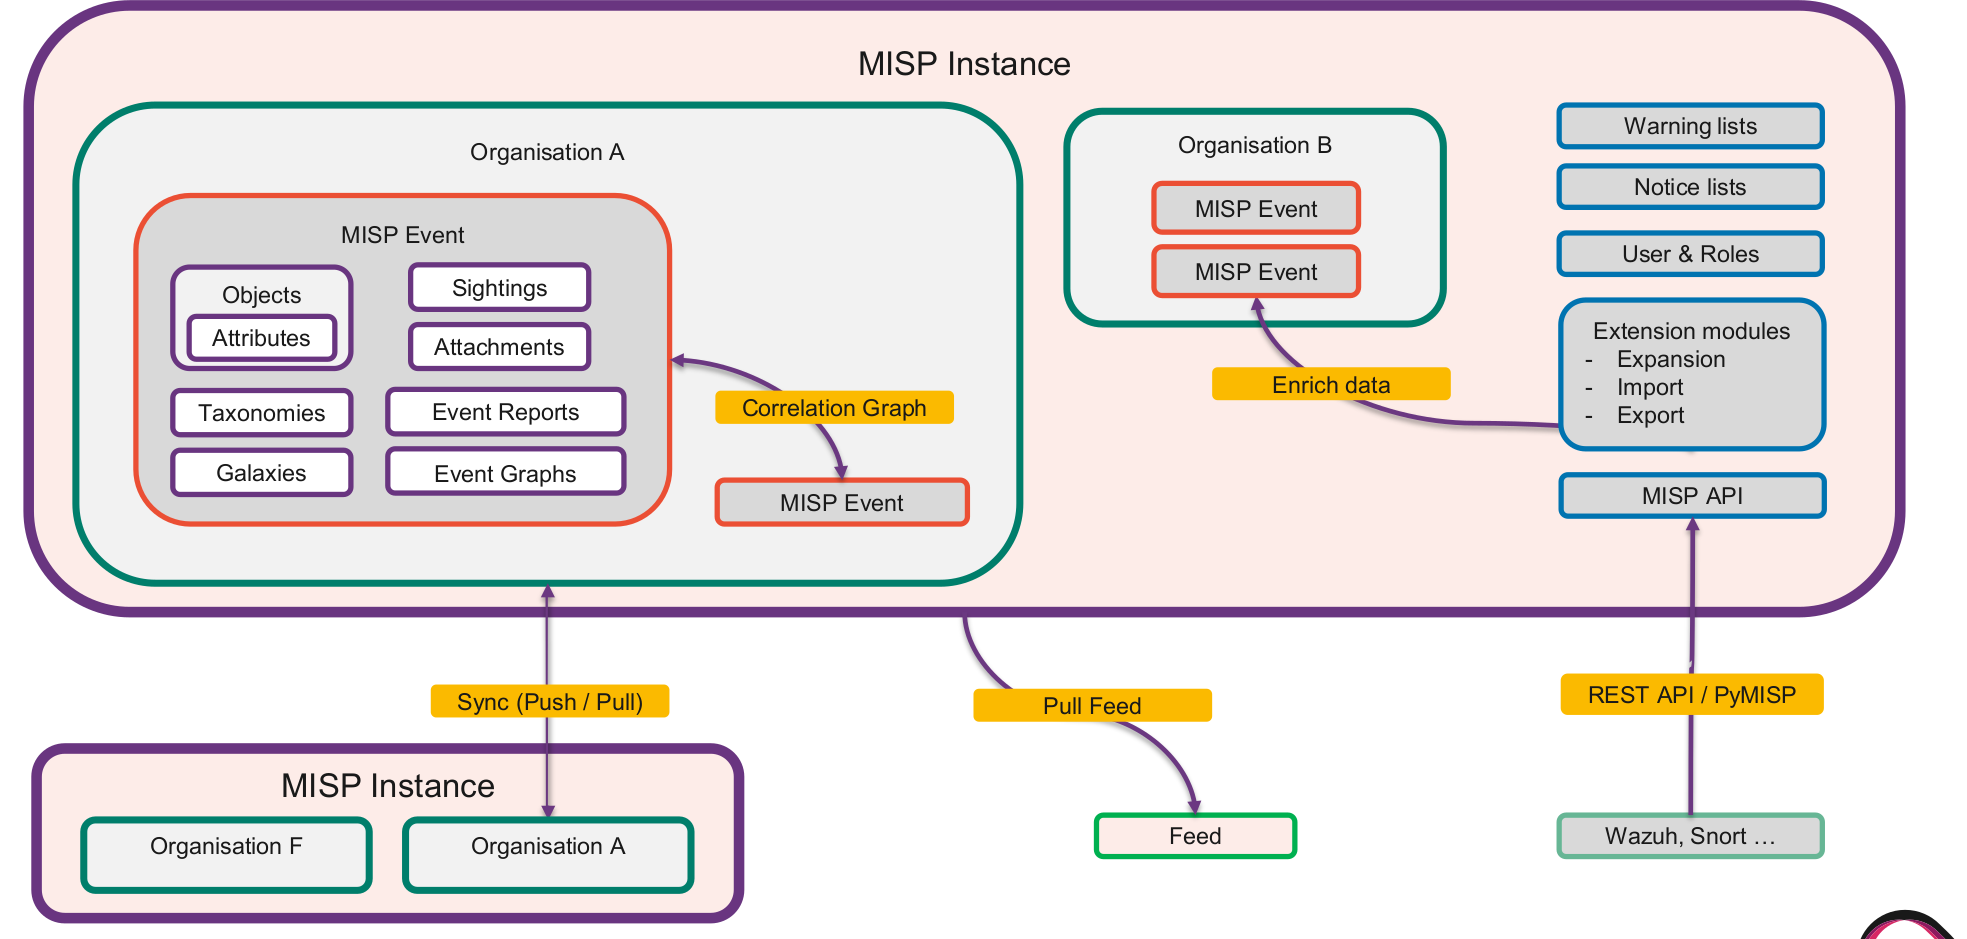 MISP Instance
Organisation A
MISP Event
Objects
Attributes
Taxonomies
Galaxies
Sightings
Attachments
Event Reports
Event Graphs
Correlation Graph
MISP Event
Organisation B
MISP Event
MISP Event
Enrich data
Warning lists
Notice lists
User & Roles
Extension modules
- Expansion
- Import
- Export
MISP API
Sync (Push / Pull)
Pull Feed
REST API / PyMISP
MISP Instance
Organisation F
Organisation A
Feed
Wazuh, Snort …